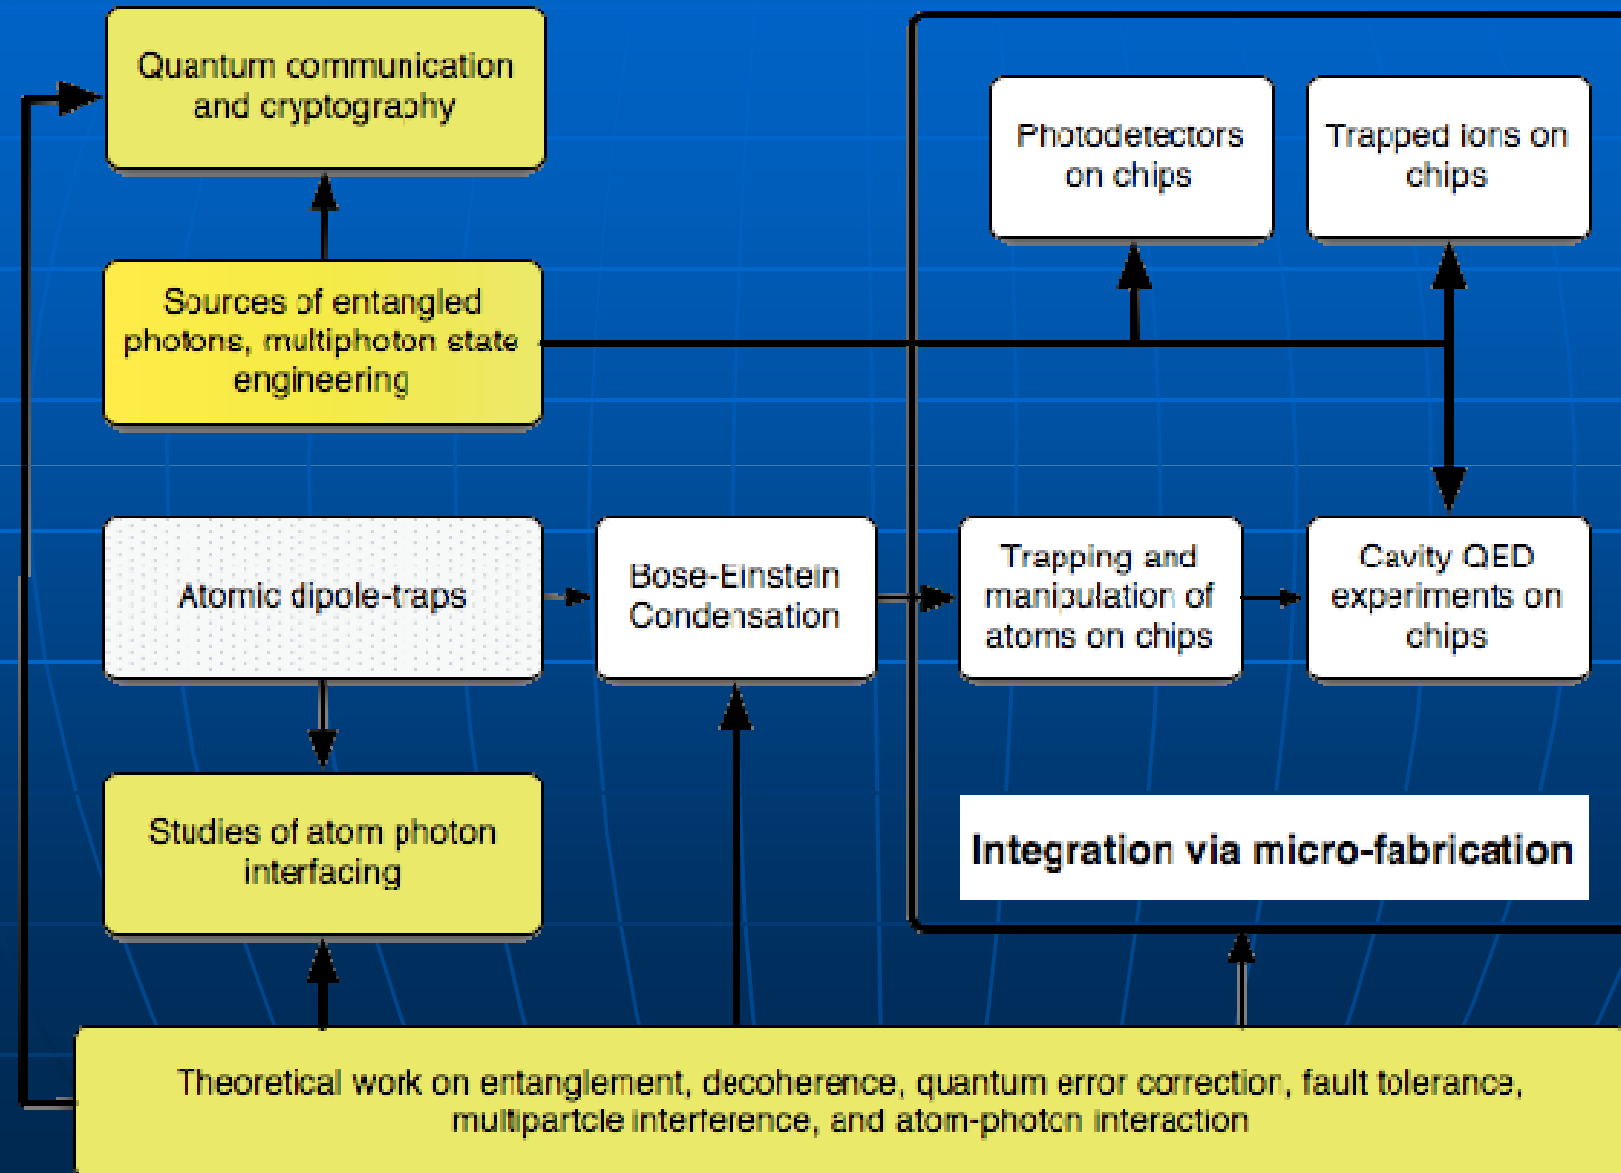 Quantum communication
and cryptography
Photodetectors
on chips
Trapped ions on
chips
Sources of entangled
photons, multiphoton state
engineering
Atomic dipole-traps
Bose-Einstein
Condensation
Trapping and
manipulation of
atoms on chips
Cavity QED
experiments on
chips
Studies of atom photon
interfacing
Integration via micro-fabrication
Theoretical work on entanglement, decoherence, quantum error correction, fault tolerance,
multipartcle interference, and atom-photon interaction